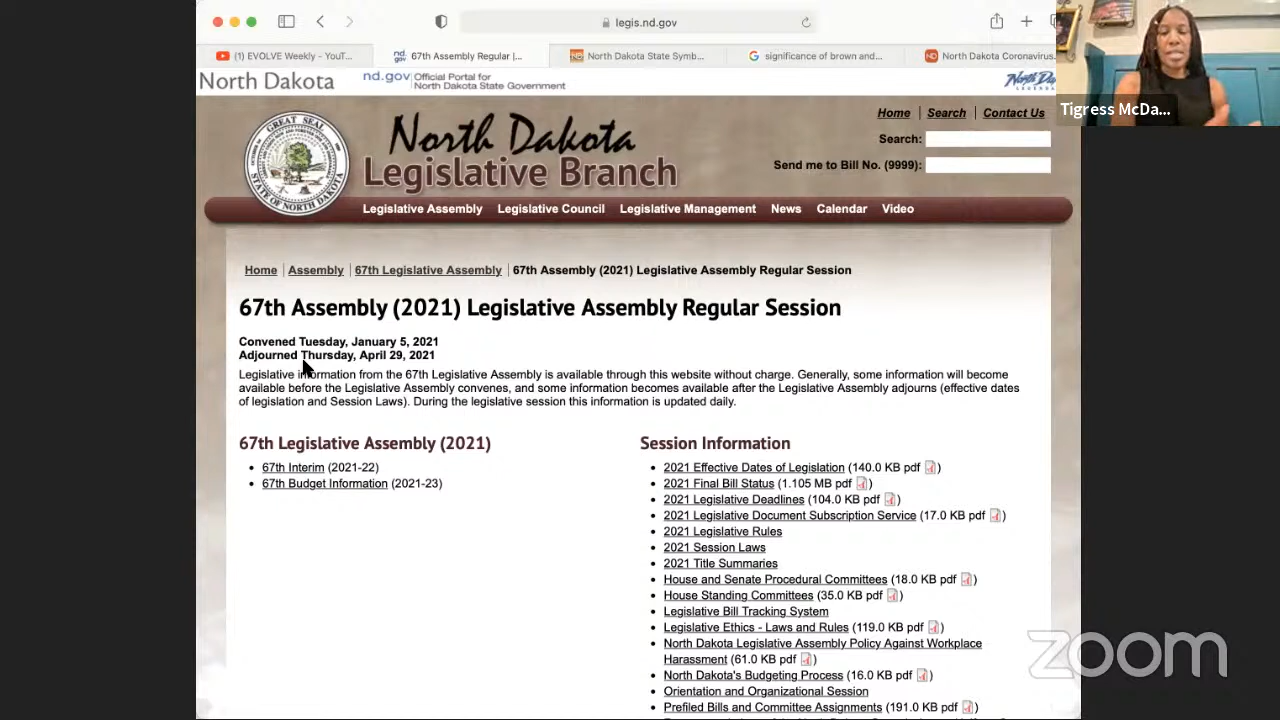 legis.nd.gov
(1) EVOLVE Weekly - YouT...
67th Assembly Regular |...
North Dakota State Symb...
significance of brown and...
North Dakota Coronavirus.
North Dakota
nd.gov
Official Portal for
North Dakota State Government
GREAT SEAL
STATE OF NORTH DAKOTA
North Dakota
Legislative Branch
Home | Search | Contact Us
Search:
Send me to Bill No. (9999):
Legislative Assembly Legislative Council Legislative Management News Calendar Video
Home | Assembly | 67th Legislative Assembly | 67th Assembly (2021) Legislative Assembly Regular Session
67th Assembly (2021) Legislative Assembly Regular Session
Convened Tuesday, January 5, 2021
Adjourned Thursday, April 29, 2021
Legislative information from the 67th Legislative Assembly is available through this website without charge. Generally, some information will become
available before the Legislative Assembly convenes, and some information becomes available after the Legislative Assembly adjourns (effective dates
of legislation and Session Laws). During the legislative session this information is updated daily.
67th Legislative Assembly (2021)
• 67th Interim (2021-22)
• 67th Budget Information (2021-23)
Session Information
• 2021 Effective Dates of Legislation (140.0 KB pdf )
• 2021 Final Bill Status (1.105 MB pdf )
• 2021 Legislative Deadlines (104.0 KB pdf )
• 2021 Legislative Document Subscription Service (17.0 KB pdf )
• 2021 Legislative Rules
• 2021 Session Laws
• 2021 Title Summaries
• House and Senate Procedural Committees (18.0 KB pdf )
• House Standing Committees (35.0 KB pdf )
• Legislative Bill Tracking System
• Legislative Ethics - Laws and Rules (119.0 KB pdf )
• North Dakota Legislative Assembly Policy Against Workplace
Harassment (61.0 KB pdf )
• North Dakota's Budgeting Process (16.0 KB pdf )
• Orientation and Organizational Session
• Prefiled Bills and Committee Assignments (191.0 KB pdf )
Tigress McDa...
zoom